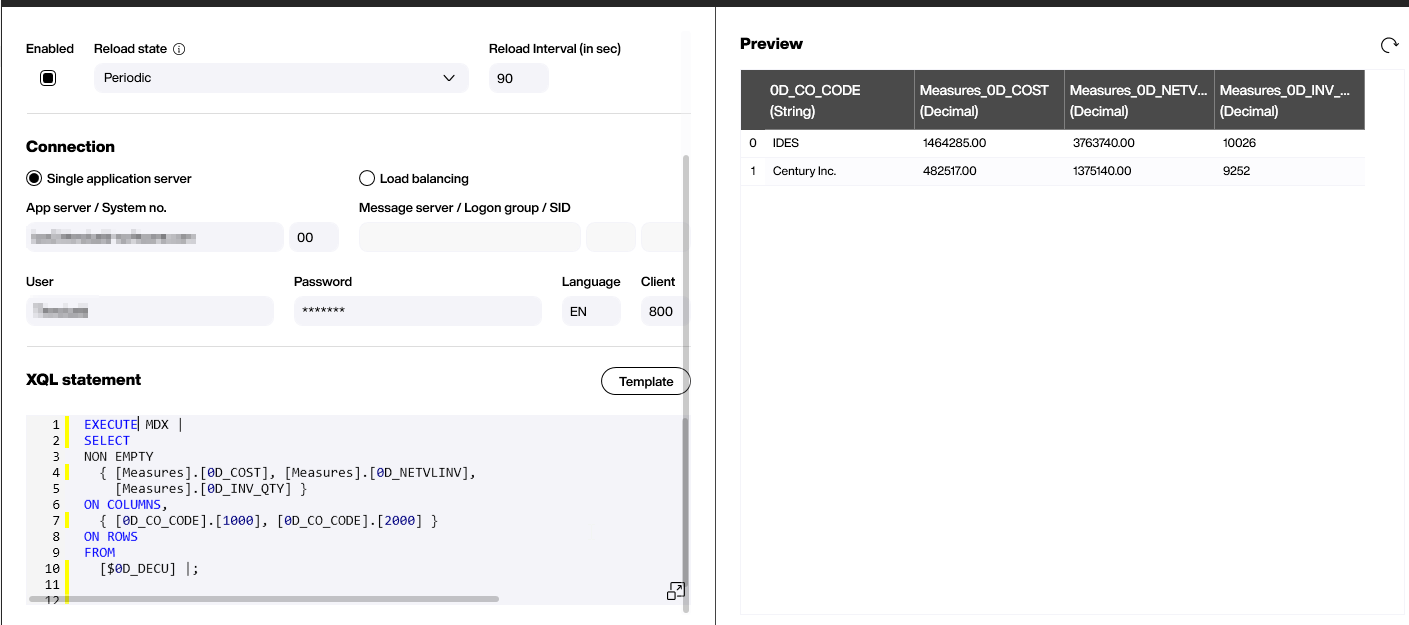 Enabled Reload state Reload Interval (in sec)
Periodic 90
Connection
Single application server Load balancing
App server / System no. Message server / Logon group / SID
00
User Password Language Client
******* EN 800
XQL statement Template
1 EXECUTE MDX |
2 SELECT
3 NON EMPTY
4 { [Measures].[0D_COST], [Measures].[0D_NETVLINV],
5 [Measures].[0D_INV_QTY] }
6 ON COLUMNS,
7 { [0D_CO_CODE].[1000], [0D_CO_CODE].[2000] }
8 ON ROWS
9 FROM
10 [$0D_DECU] |;
11
12
Preview
0D_CO_CODE Measures_0D_COST Measures_0D_NETV... Measures_0D_INV_...
(String) (Decimal) (Decimal) (Decimal)
0 IDES 1464285.00 3763740.00 10026
1 Century Inc. 482517.00 1375140.00 9252